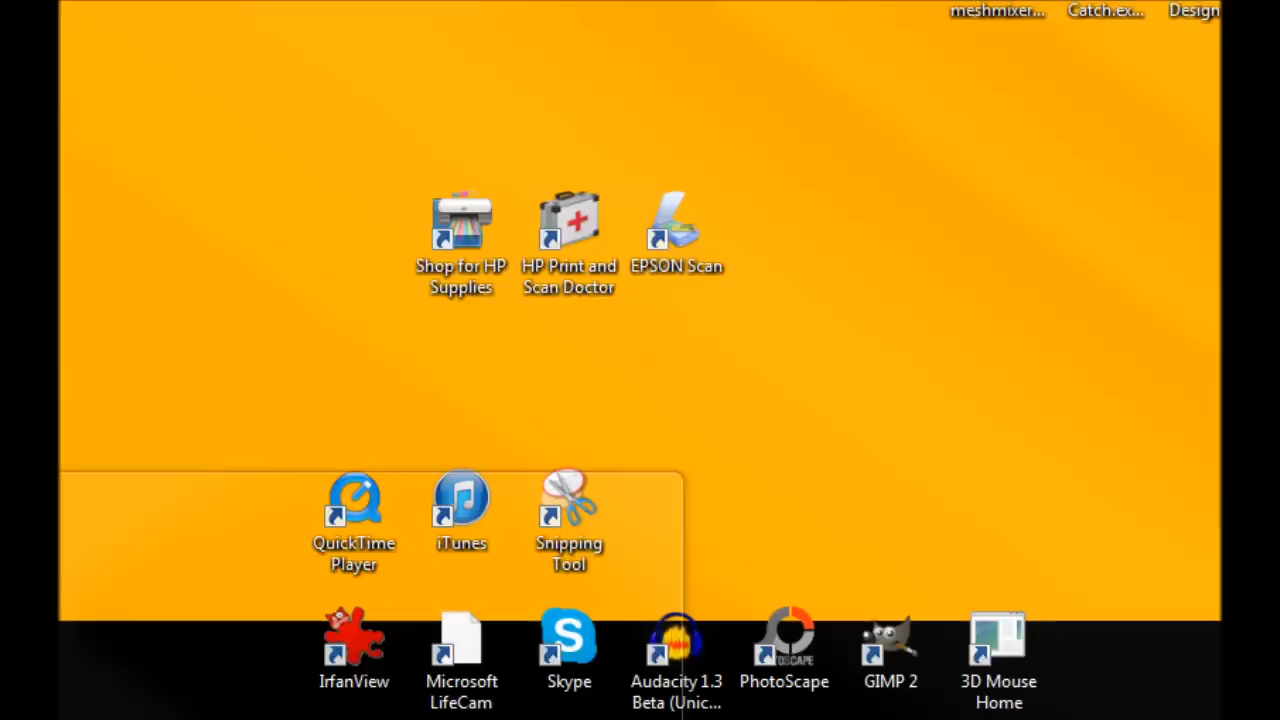 meshmixer... Catch.ex... Design
Shop for HP Supplies
HP Print and Scan Doctor
EPSON Scan
QuickTime Player
iTunes
Snipping Tool
IrfanView
Microsoft LifeCam
S
Skype
Audacity 1.3 Beta (Unic...
PhotoScape
GIMP 2
3D Mouse Home